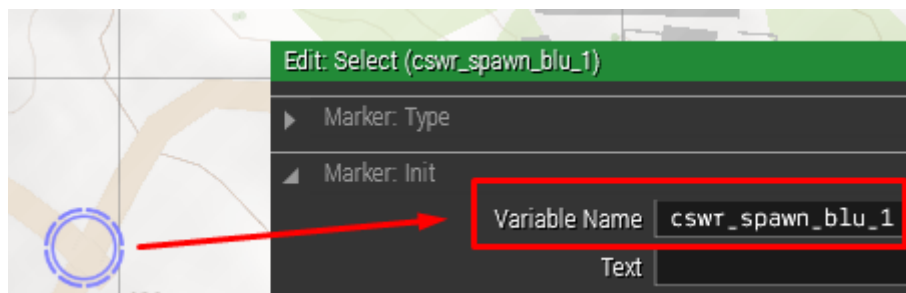 Edit: Select (cswr_spawn_blu_1)
Marker: Type
Marker: Init
Variable Name cswr_spawn_blu_1
Text